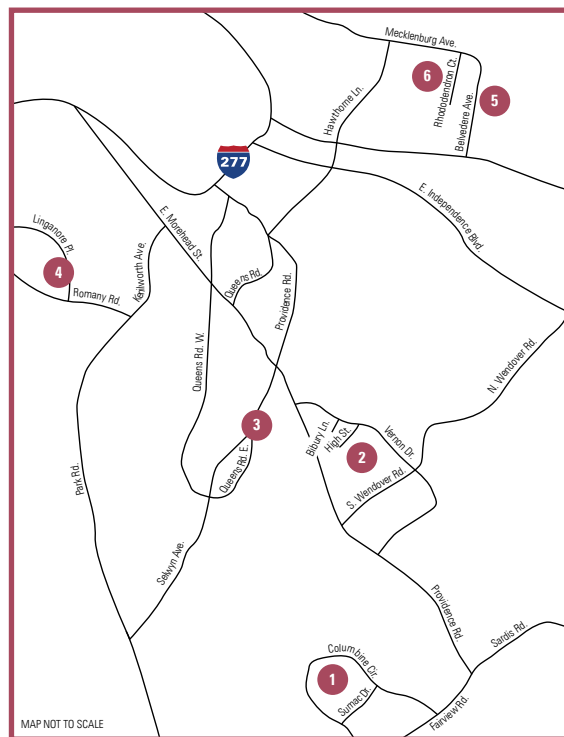 Mecklenburg Ave.
6
Rhododendron Ct.
5
Belvedere Ave.
Hawthorne Ln.
277
E. Independence Blvd.
E. Morehead St.
Linganore Pl.
4
Romany Rd.
Kenilworth Ave.
Queens Rd.
Providence Rd.
Queens Rd. W.
N. Wendover Rd.
3
Bibury Ln.
High St.
Vernon Dr.
2
Queens Rd. E.
S. Wendover Rd.
Park Rd.
Selwyn Ave.
Providence Rd.
Sardis Rd.
Columbine Cir.
1
Sumac Dr.
Fairview Rd.
MAP NOT TO SCALE